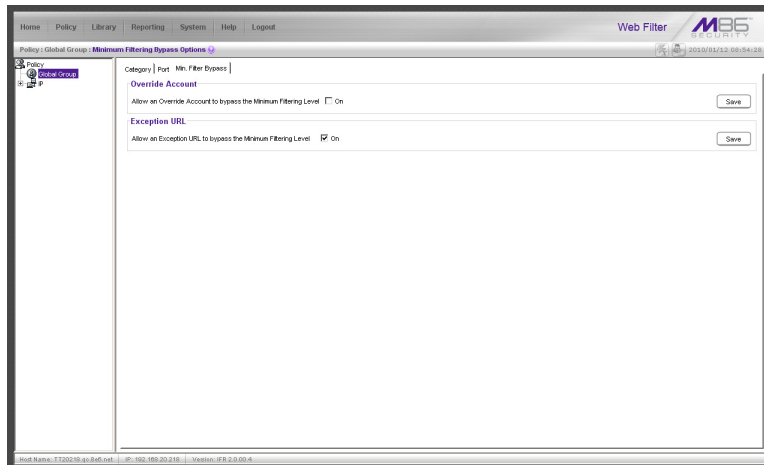 Home Policy Library Reporting System Help Logout
Web Filter
M86 SECURITY
Policy : Global Group : Minimum Filtering Bypass Options
2010/01/12 08:54:28
Policy
Global Group
IP
Category Port Min. Filter Bypass
Override Account
Allow an Override Account to bypass the Minimum Filtering Level On
Save
Exception URL
Allow an Exception URL to bypass the Minimum Filtering Level On
Save
Host Name: TT20218.qc.8e6.net IP: 192.168.20.218 Version: IFR 2.0.00.4